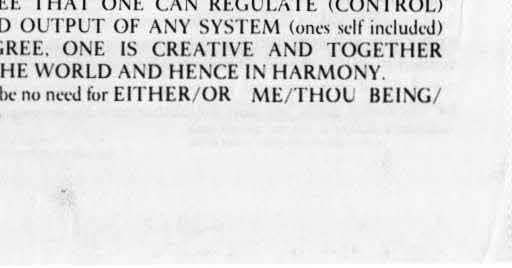 EE THAT ONE CAN REGULATE (CONTROL)
D OUTPUT OF ANY SYSTEM (ones self included)
GREE, ONE IS CREATIVE AND TOGETHER
HE WORLD AND HENCE IN HARMONY.
be no need for EITHER/OR ME/THOU BEING/